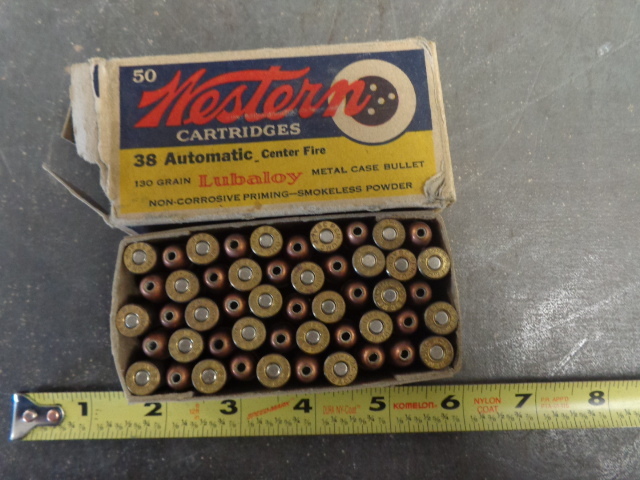 50
Western
CARTRIDGES
38 Automatic Center Fire
130 GRAIN Lubaloy METAL CASE BULLET
NON-CORROSIVE PRIMING—SMOKELESS POWDER
1 2 3 4 5 6 7 8
KOMELON® NYLON
COAT